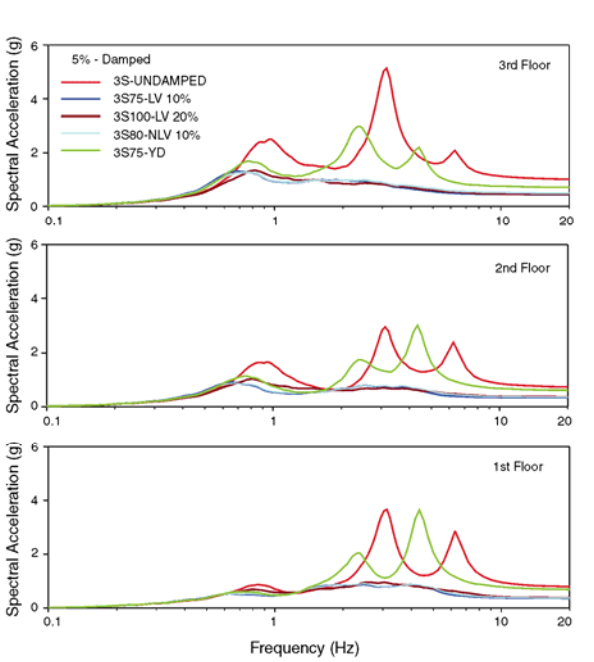 6
4
2
0
Spectral Acceleration (g)
5% - Damped
3S-UNDAMPED
3S75-LV 10%
3S100-LV 20%
3S80-NLV 10%
3S75-YD
3rd Floor
0.1
1
10
20
6
4
2
0
Spectral Acceleration (g)
2nd Floor
0.1
1
10
20
6
4
2
0
Spectral Acceleration (g)
1st Floor
0.1
1
10
20
Frequency (Hz)